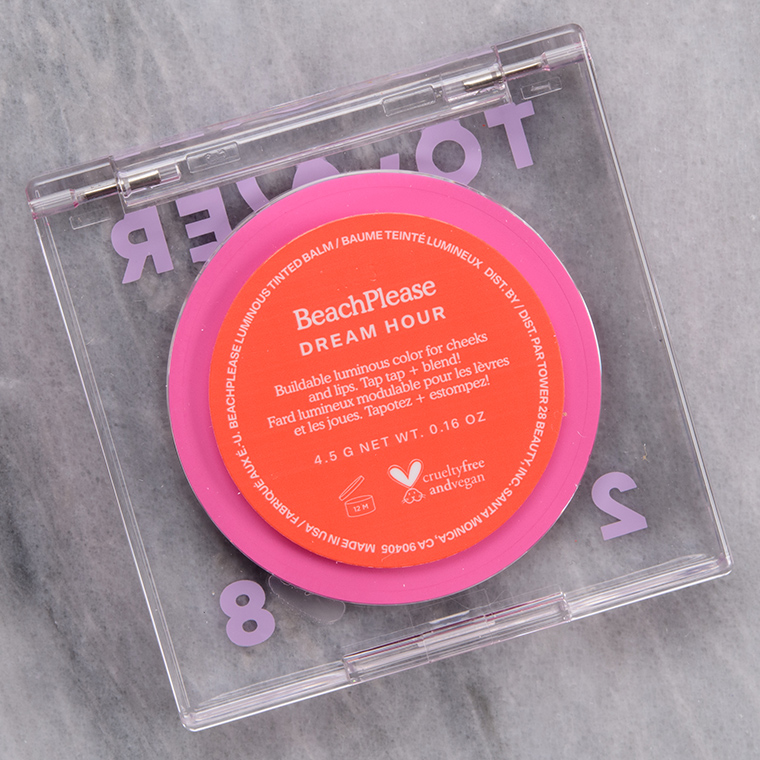 TOWER
28
BeachPlease
DREAM HOUR
Buildable luminous color for cheeks
and lips. Tap tap + blend!
Fard lumineux modulable pour les lèvres
et les joues. Tapotez + estompez!
4.5 G NET WT. 0.16 OZ
12 M
crueltyfree
andvegan
BEACHPLEASE LUMINOUS TINTED BALM / BAUME TEINTÉ LUMINEUX DIST. BY / DIST. PAR TOWER 28 BEAUTY, INC. SANTA MONICA, CA 90405 MADE IN USA / FABRIQUE AUX É.-U.